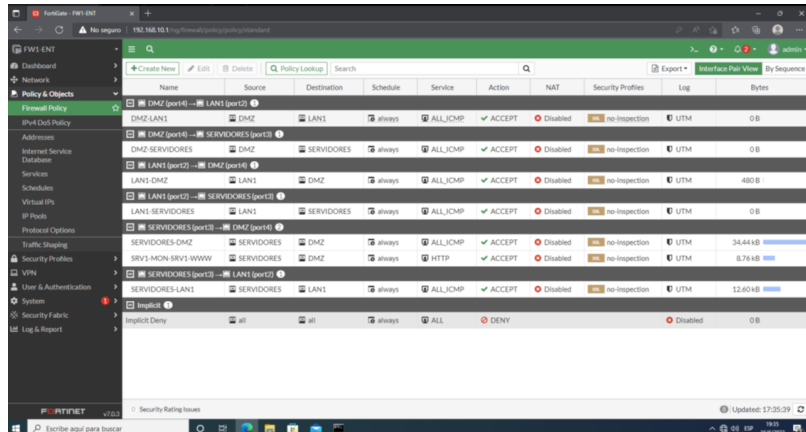 FortiGate - FW1-ENT
No seguro 192.168.10.1/ng/firewall/policy/policy/standard
FW1-ENT
admin
Dashboard
Network
Policy & Objects
Firewall Policy
IPv4 DoS Policy
Addresses
Internet Service
Database
Services
Schedules
Virtual IPs
IP Pools
Protocol Options
Traffic Shaping
Security Profiles
VPN
User & Authentication
System 1
Security Fabric
Log & Report
FORTINET v7.0.3
+Create New Edit Delete Policy Lookup Search Export Interface Pair View By Sequence
Name Source Destination Schedule Service Action NAT Security Profiles Log Bytes
DMZ (port4) → LAN1 (port2) 1
DMZ-LAN1 DMZ LAN1 always ALL_ICMP ACCEPT Disabled no-inspection UTM 0 B
DMZ (port4) → SERVIDORES (port3) 1
DMZ-SERVIDORES DMZ SERVIDORES always ALL_ICMP ACCEPT Disabled no-inspection UTM 0 B
LAN1 (port2) → DMZ (port4) 1
LAN1-DMZ LAN1 DMZ always ALL_ICMP ACCEPT Disabled no-inspection UTM 480 B
LAN1 (port2) → SERVIDORES (port3) 1
LAN1-SERVIDORES LAN1 SERVIDORES always ALL_ICMP ACCEPT Disabled no-inspection UTM 0 B
SERVIDORES (port3) → DMZ (port4) 2
SERVIDORES-DMZ SERVIDORES DMZ always ALL_ICMP ACCEPT Disabled no-inspection UTM 34.44 kB
SRV1-MON-SRV1-WWW SERVIDORES DMZ always HTTP ACCEPT Disabled no-inspection UTM 8.76 kB
SERVIDORES (port3) → LAN1 (port2) 1
SERVIDORES-LAN1 SERVIDORES LAN1 always ALL_ICMP ACCEPT Disabled no-inspection UTM 12.60 kB
Implicit 1
Implicit Deny all all always ALL DENY Disabled 0 B
0 Security Rating Issues Updated: 17:35:39
Escribe aquí para buscar ESP 19:35